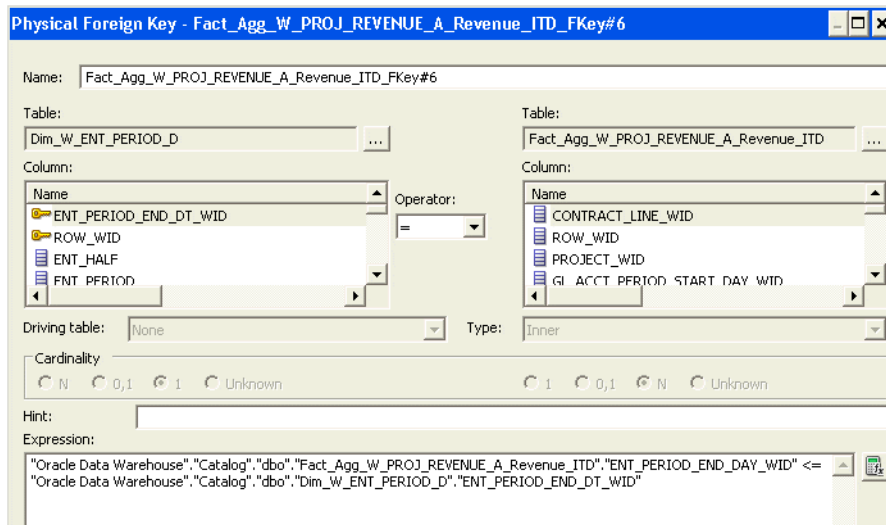 Physical Foreign Key - Fact_Agg_W_PROJ_REVENUE_A_Revenue_ITD_FKey#6
Name: Fact_Agg_W_PROJ_REVENUE_A_Revenue_ITD_FKey#6
Table: Table:
Dim_W_ENT_PERIOD_D ... Fact_Agg_W_PROJ_REVENUE_A_Revenue_ITD ...
Column: Column:
Name Operator: Name
ENT_PERIOD_END_DT_WID = CONTRACT_LINE_WID
ROW_WID ROW_WID
ENT_HALF PROJECT_WID
ENT_PERIOD GL_ACCT_PERIOD_START_DAY_WID
Driving table: None Type: Inner
Cardinality
N 0,1 1 Unknown 1 0,1 N Unknown
Hint:
Expression:
"Oracle Data Warehouse"."Catalog"."dbo"."Fact_Agg_W_PROJ_REVENUE_A_Revenue_ITD"."ENT_PERIOD_END_DAY_WID" <=
"Oracle Data Warehouse"."Catalog"."dbo"."Dim_W_ENT_PERIOD_D"."ENT_PERIOD_END_DT_WID"